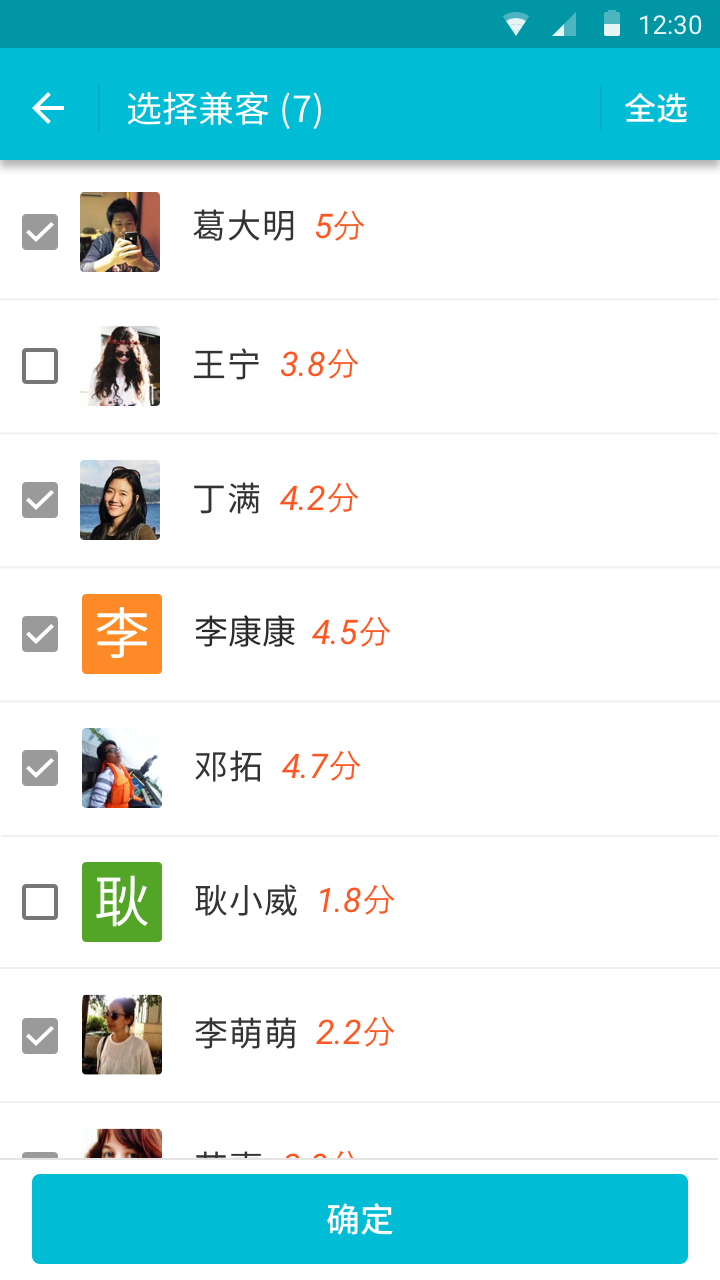 12:30
选择兼客 (7)
全选
葛大明 5分
王宁 3.8分
丁满 4.2分
李
李康康 4.5分
邓拓 4.7分
耿
耿小威 1.8分
李萌萌 2.2分
确定